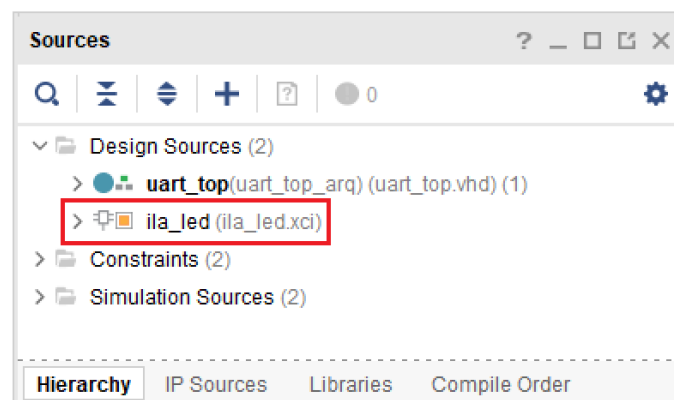 Sources
0
Design Sources (2)
uart_top(uart_top_arq) (uart_top.vhd) (1)
ila_led (ila_led.xci)
Constraints (2)
Simulation Sources (2)
Hierarchy IP Sources Libraries Compile Order